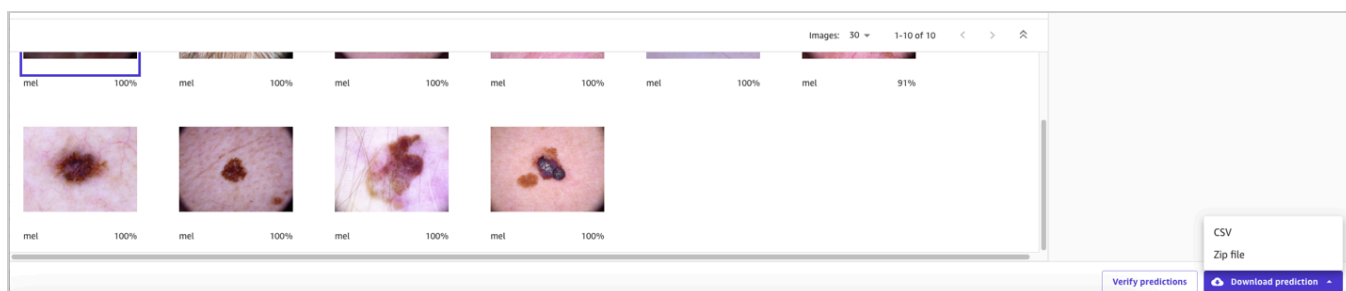 Images: 30 1-10 of 10
mel 100% mel 100% mel 100% mel 100% mel 100% mel 91%
mel 100% mel 100% mel 100% mel 100%
CSV
Zip file
Verify predictions Download prediction